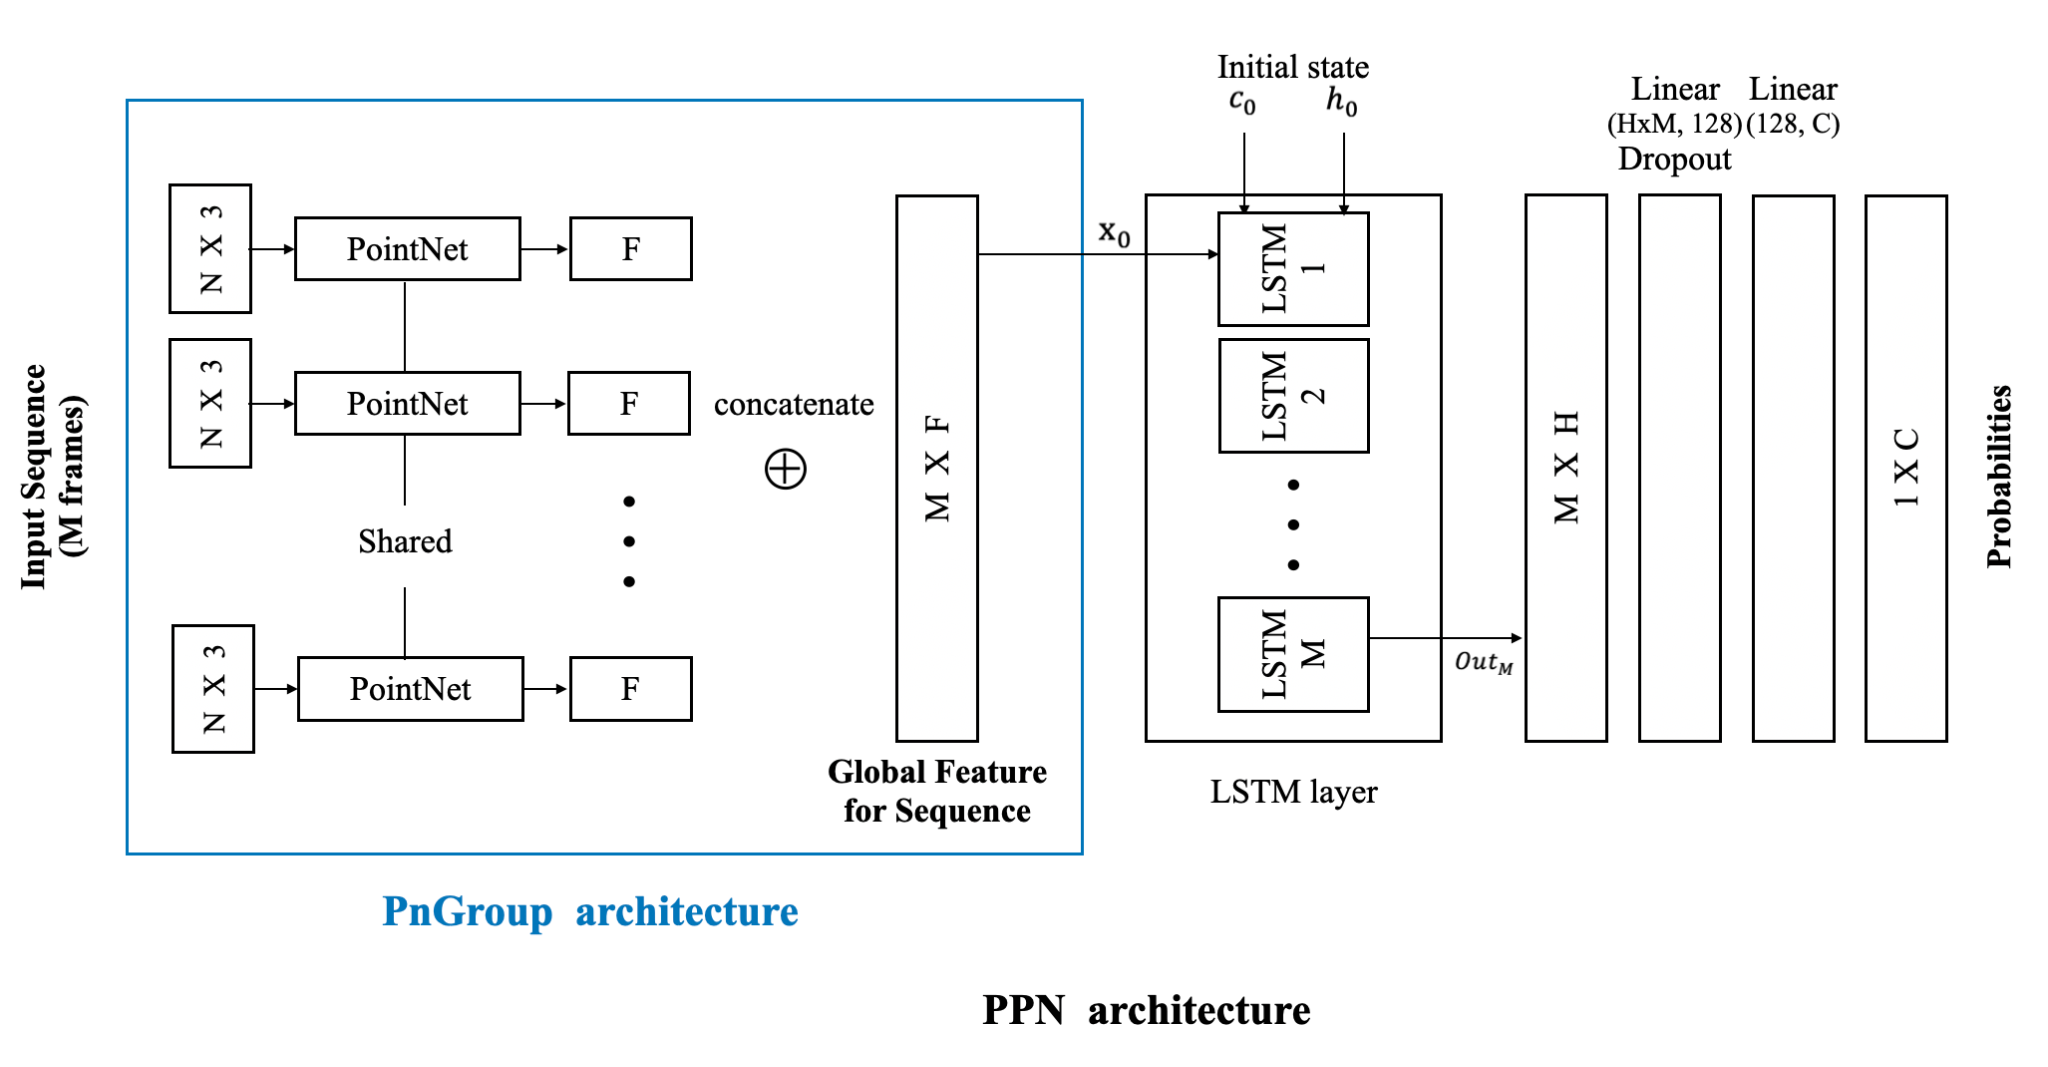 Input Sequence
(M frames)
N X 3
PointNet
F
N X 3
PointNet
F
Shared
N X 3
PointNet
F
concatenate
M X F
Global Feature
for Sequence
PnGroup architecture
x₀
Initial state
c₀ h₀
LSTM
1
LSTM
2
LSTM
M
LSTM layer
Out_M
M X H
Linear
(HxM, 128)
Dropout
Linear
(128, C)
1 X C
Probabilities
PPN architecture